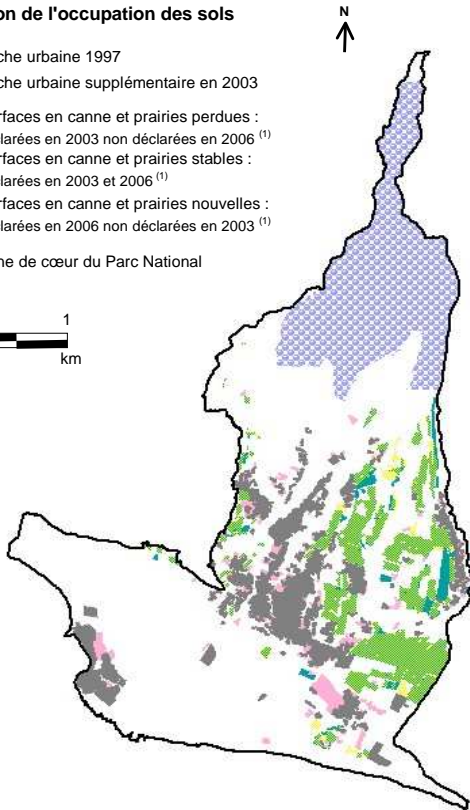 on de l'occupation des sols
N
che urbaine 1997
che urbaine supplémentaire en 2003
rfaces en canne et prairies perdues :
clarées en 2003 non déclarées en 2006 (1)
rfaces en canne et prairies stables :
clarées en 2003 et 2006 (1)
rfaces en canne et prairies nouvelles :
clarées en 2006 non déclarées en 2003 (1)
ne de cœur du Parc National
1
km